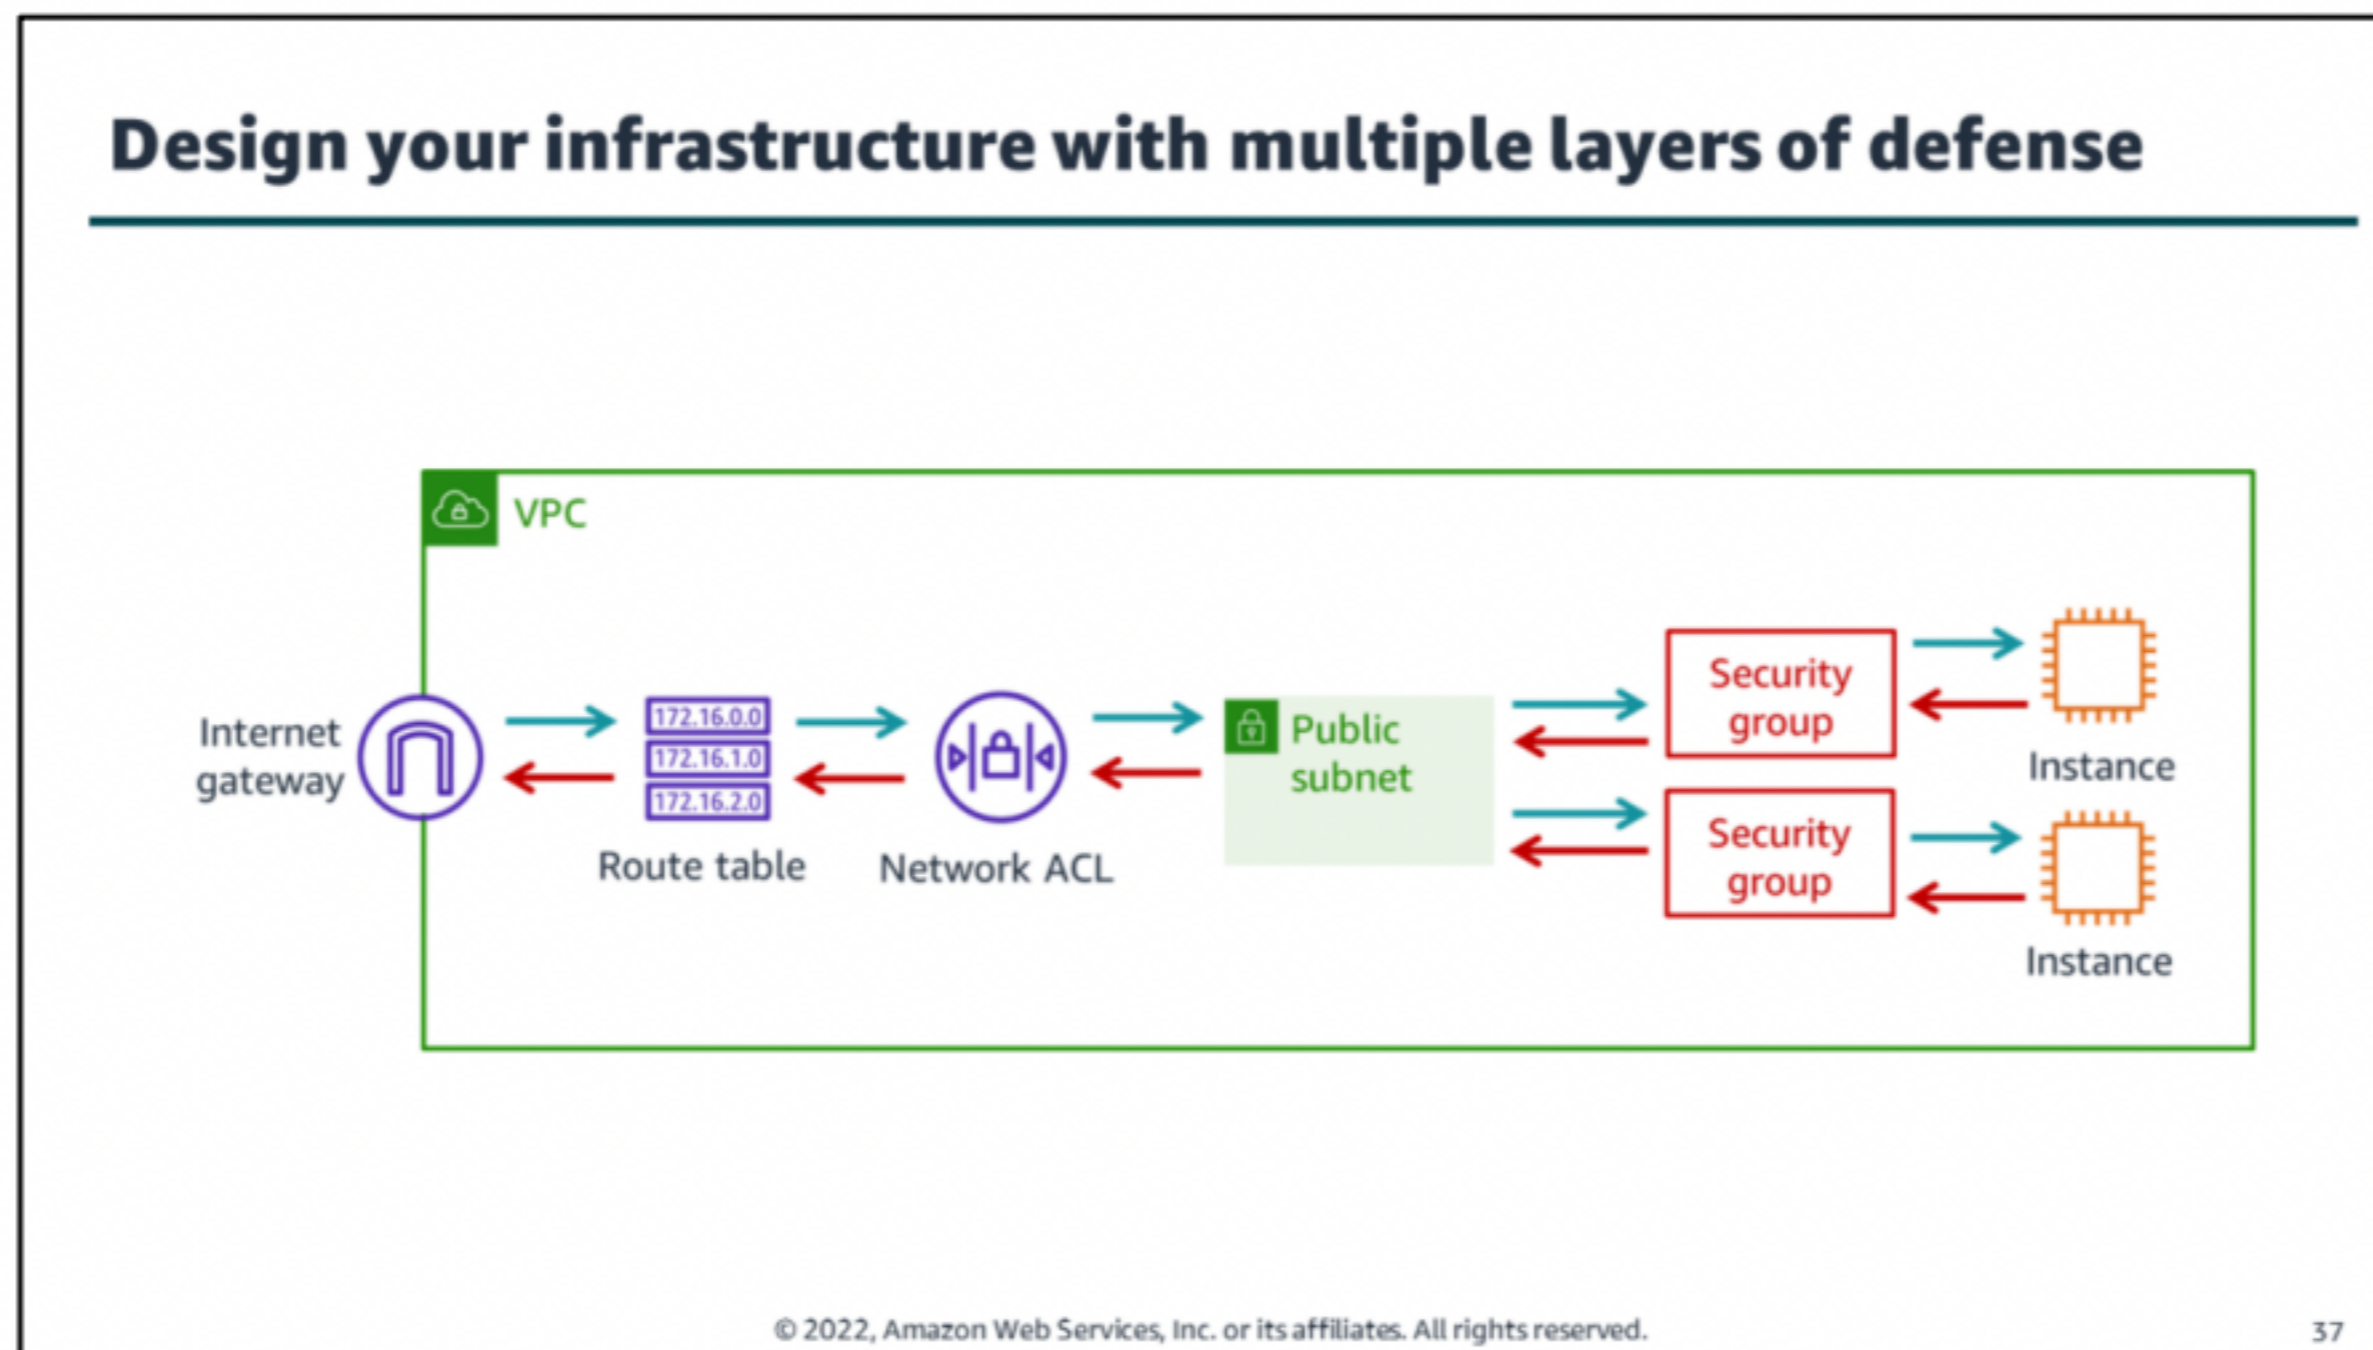 Design your infrastructure with multiple layers of defense
VPC
Internet
gateway
172.16.0.0
172.16.1.0
172.16.2.0
Route table
Network ACL
Public
subnet
Security
group
Instance
Security
group
Instance
© 2022, Amazon Web Services, Inc. or its affiliates. All rights reserved.
37